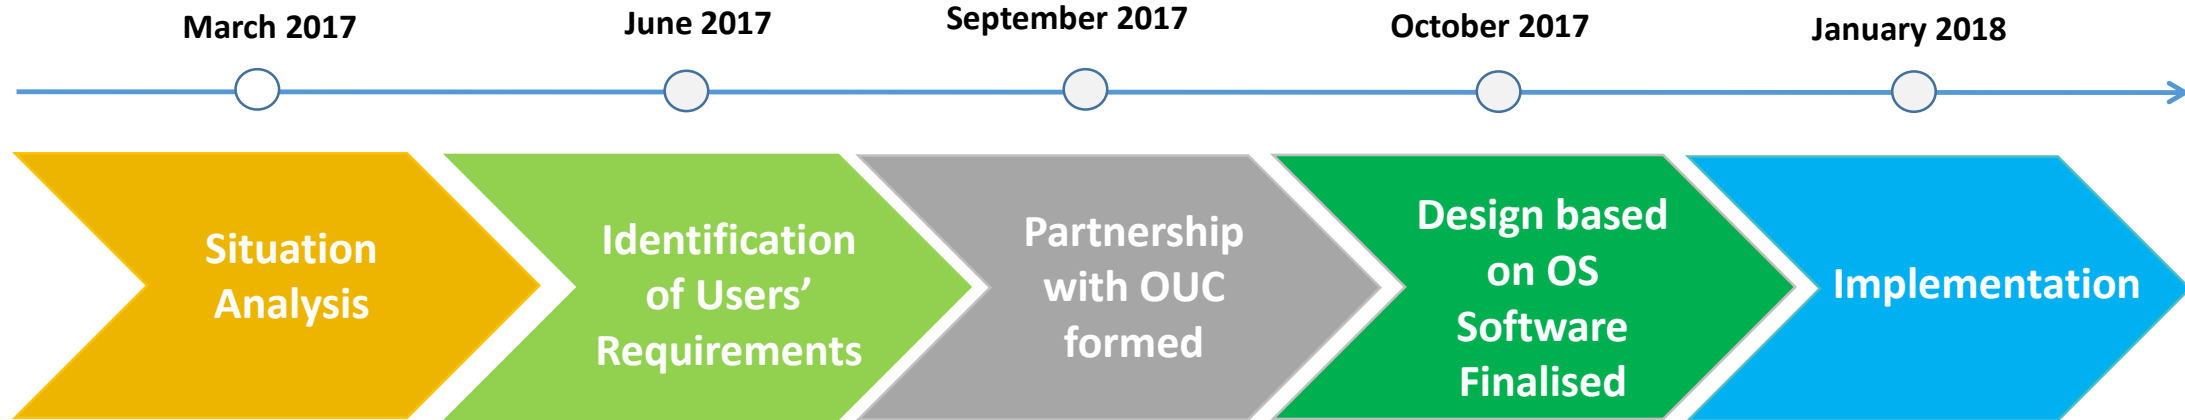 March 2017
June 2017
September 2017
October 2017
January 2018
Situation
Analysis
Identification
of Users’
Requirements
Partnership
with OUC
formed
Design based
on OS
Software
Finalised
Implementation